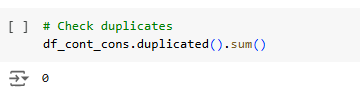 [ ] # Check duplicates
df_cont_cons.duplicated().sum()
0